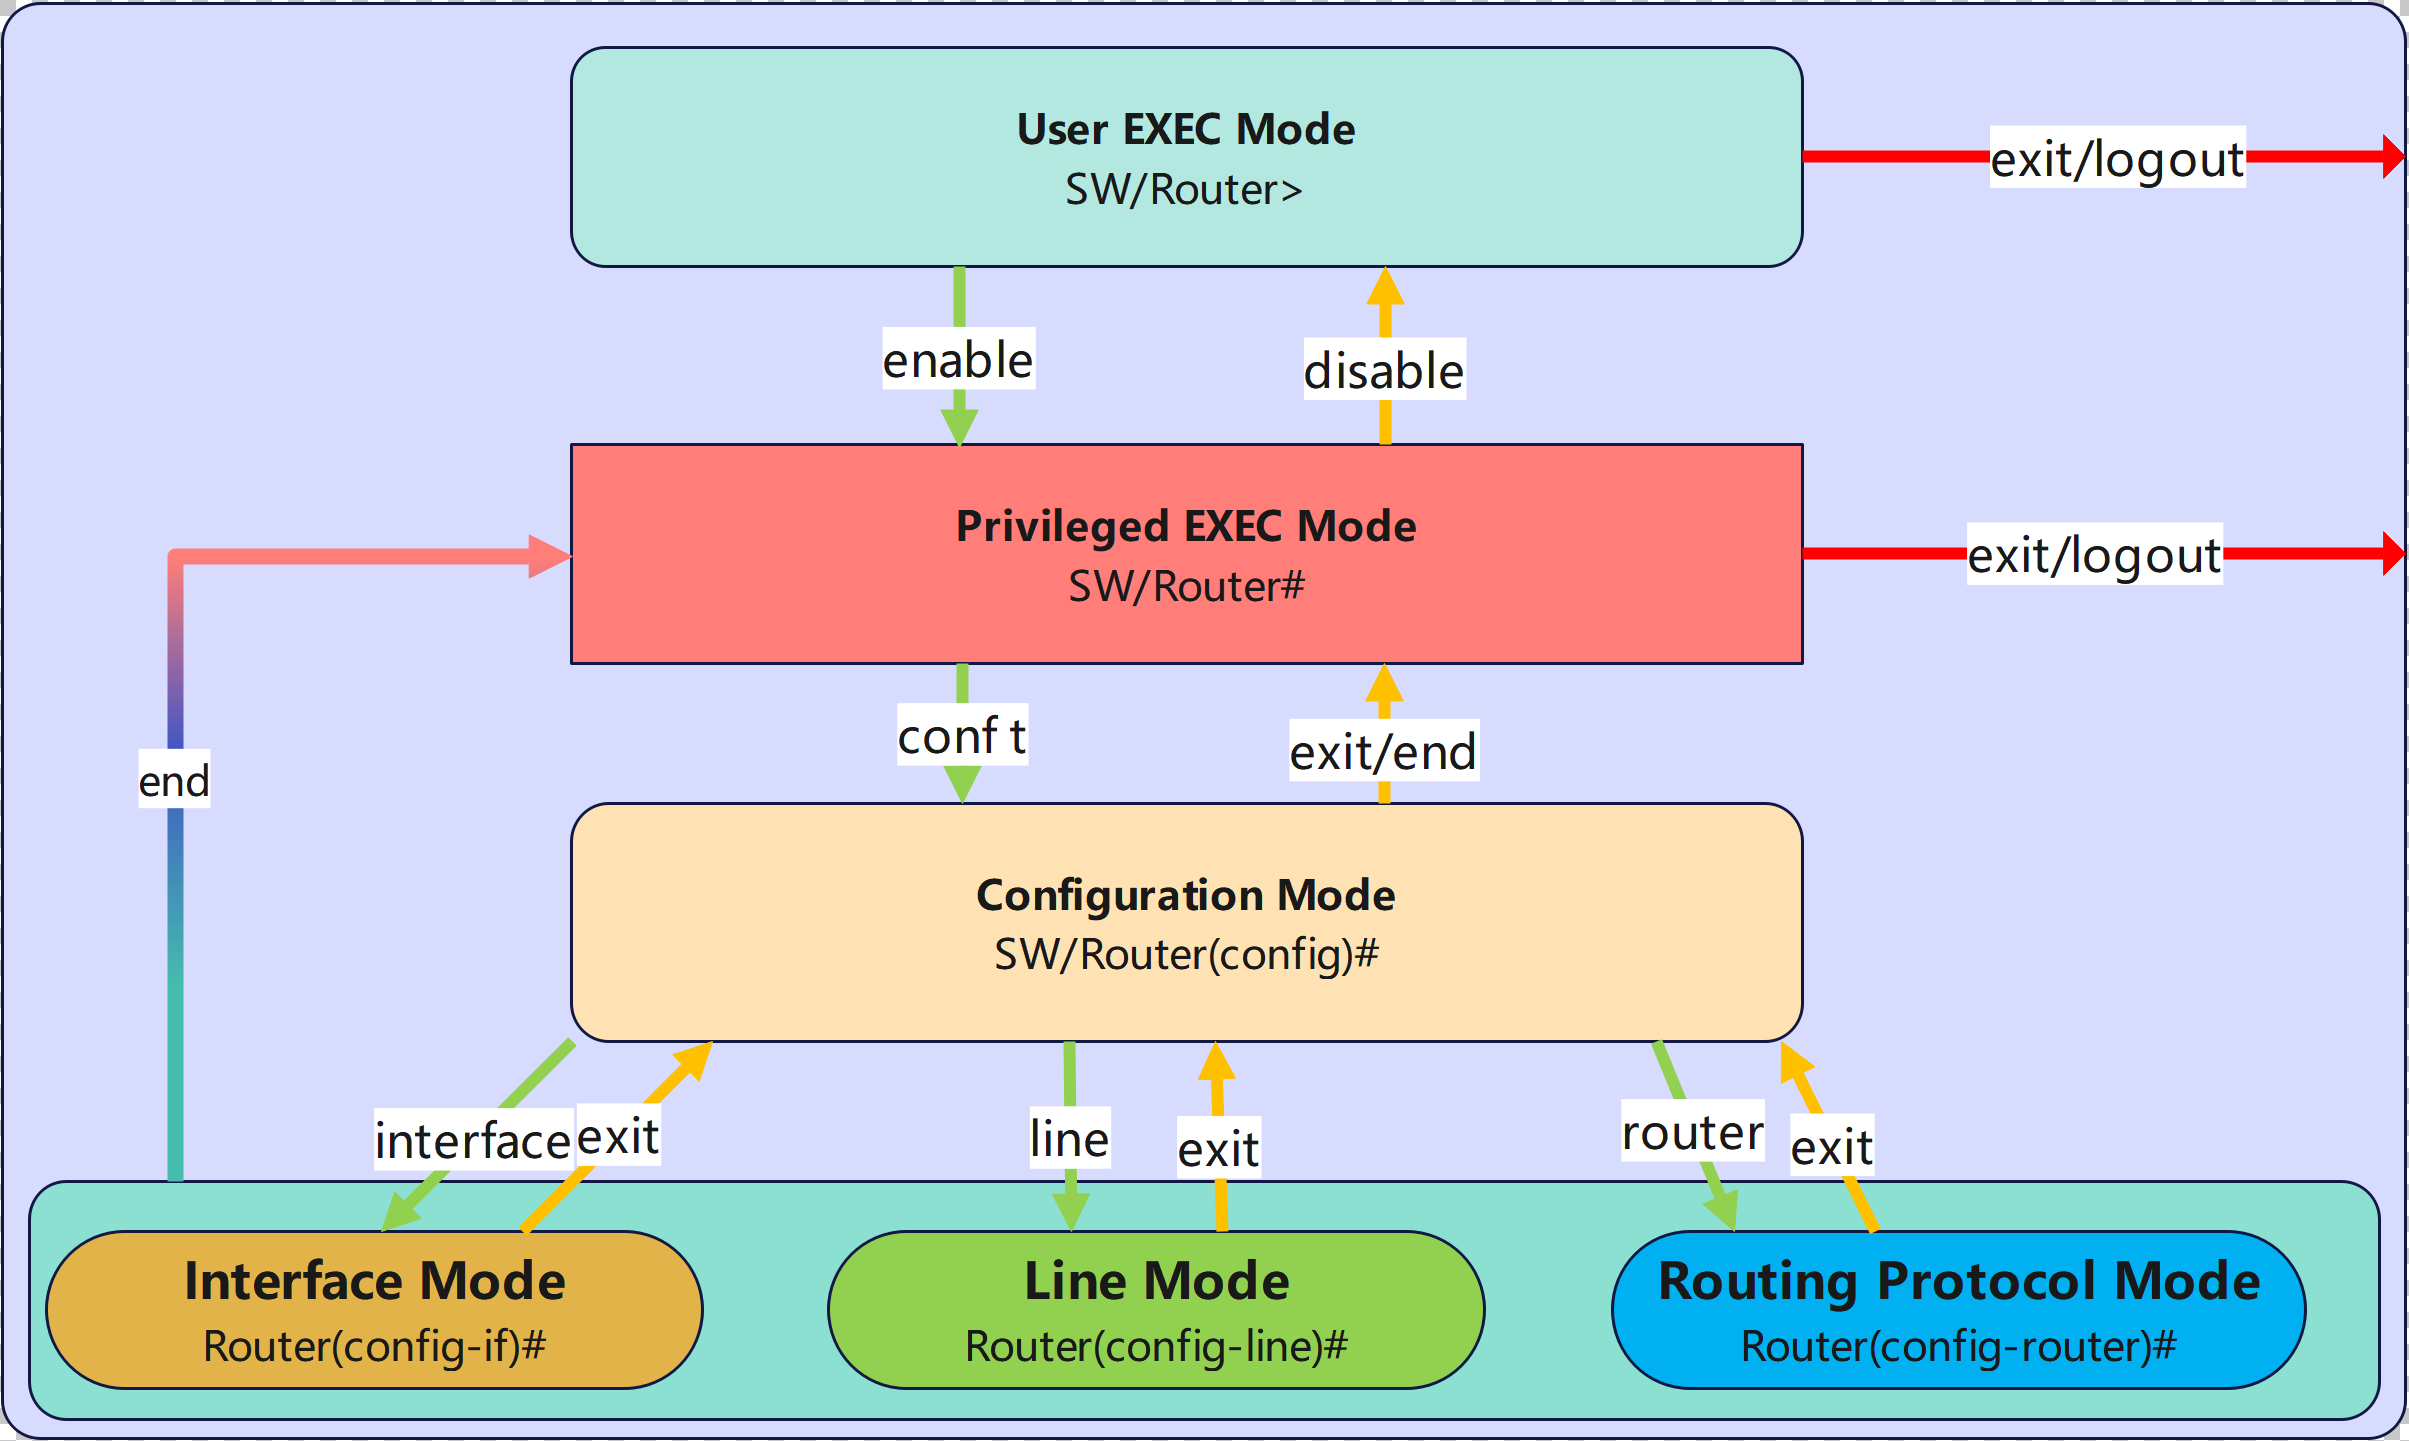 User EXEC Mode
SW/Router>
exit/logout
enable
disable
Privileged EXEC Mode
SW/Router#
exit/logout
conf t
exit/end
end
Configuration Mode
SW/Router(config)#
interface
exit
line
exit
router
exit
Interface Mode
Router(config-if)#
Line Mode
Router(config-line)#
Routing Protocol Mode
Router(config-router)#